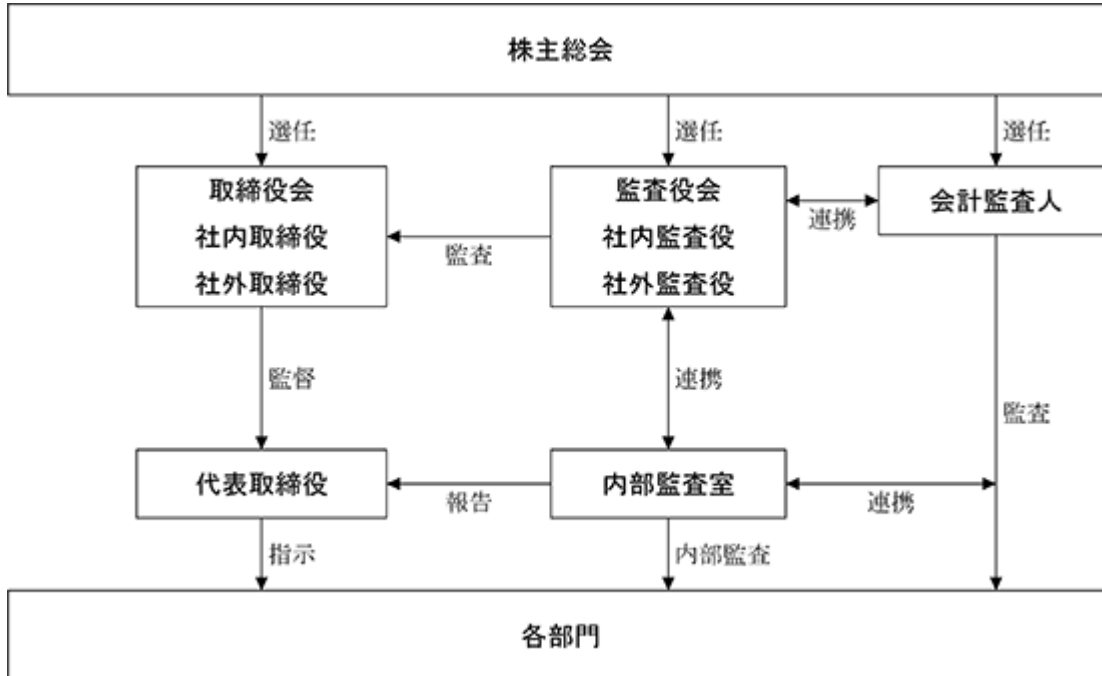 株主総会
選任
選任
選任
取締役会
社内取締役
社外取締役
監査
監査役会
社内監査役
社外監査役
連携
会計監査人
監督
連携
監査
代表取締役
報告
内部監査室
連携
指示
内部監査
各部門